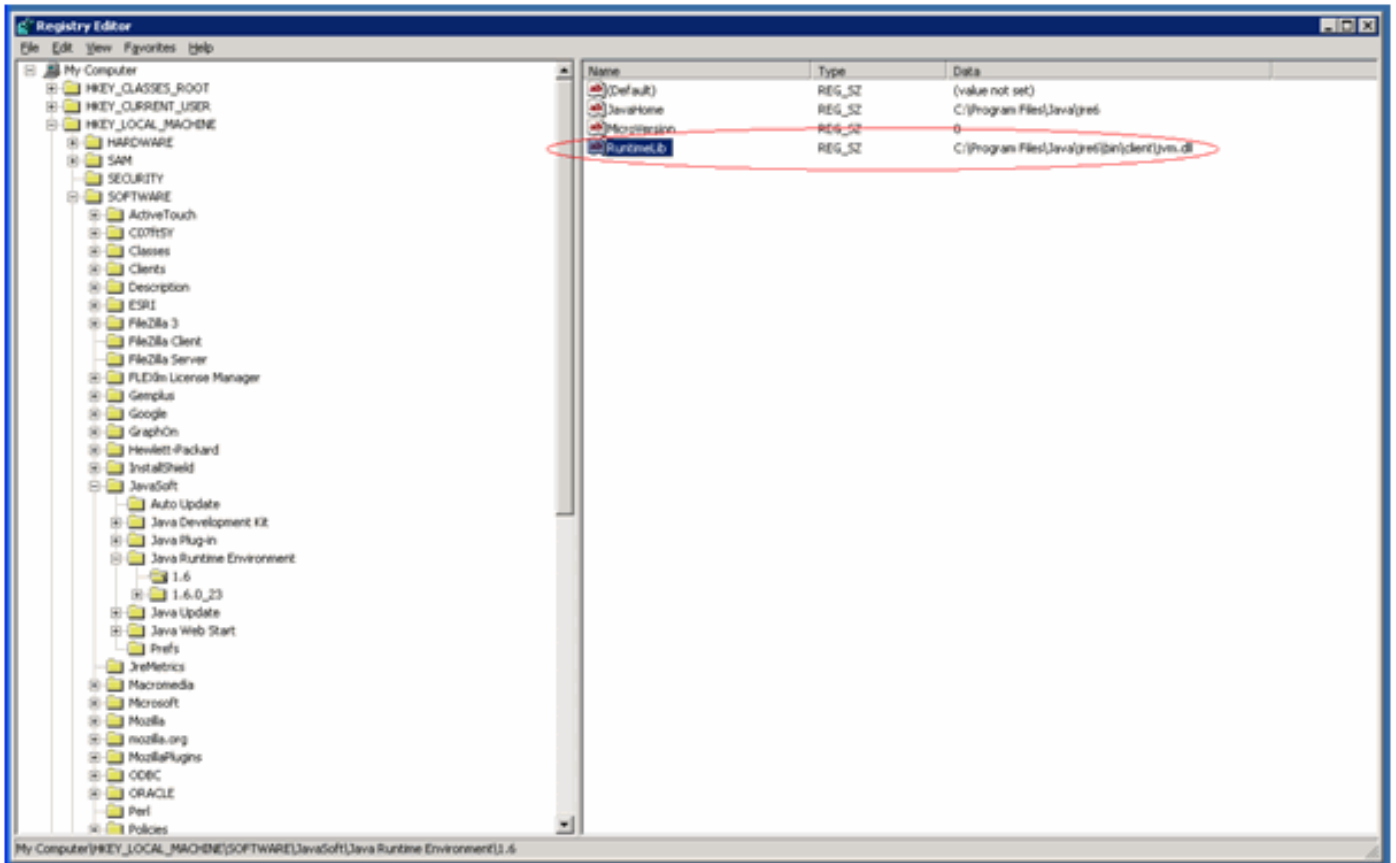 Registry Editor
File Edit View Favorites Help
My Computer
HKEY_CLASSES_ROOT
HKEY_CURRENT_USER
HKEY_LOCAL_MACHINE
HARDWARE
SAM
SECURITY
SOFTWARE
ActiveTouch
C07ft5Y
Classes
Clients
Description
ESRI
FileZilla 3
FileZilla Client
FileZilla Server
FLEXlm License Manager
Gemplus
Google
GraphOn
Hewlett-Packard
InstallShield
JavaSoft
Auto Update
Java Development Kit
Java Plug-in
Java Runtime Environment
1.6
1.6.0_23
Java Update
Java Web Start
Prefs
JreMetrics
Macromedia
Microsoft
Mozilla
mozilla.org
MozillaPlugins
ODBC
ORACLE
Perl
Policies
Name Type Data
(Default) REG_SZ (value not set)
JavaHome REG_SZ C:\Program Files\Java\jre6
MicroVersion REG_SZ 0
RuntimeLib REG_SZ C:\Program Files\Java\jre6\bin\client\jvm.dll
My Computer\HKEY_LOCAL_MACHINE\SOFTWARE\JavaSoft\Java Runtime Environment\1.6